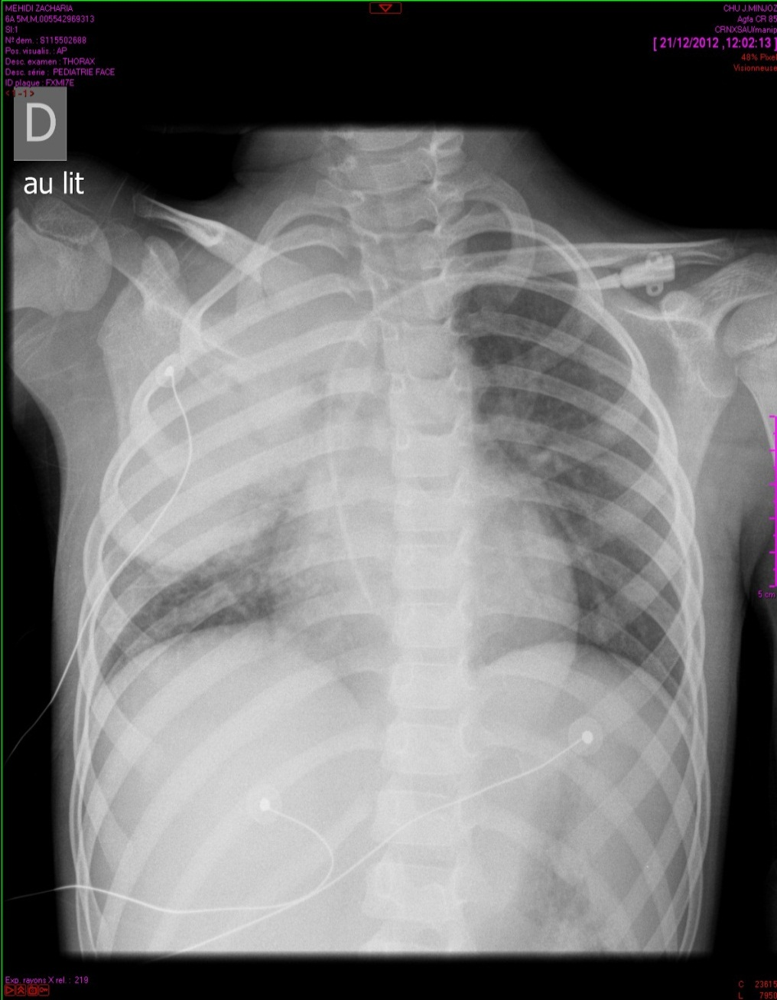 MEHIDI ZACHARIA
6A 5M,M,005542969313
SI:1
N° dem. : S115502688
Pos. visualis. : AP
Desc. examen : THORAX
Desc. série : PEDIATRIE FACE
ID plaque : FXMI7E
<1-1>
CHU J.MINJOZ
Agfa CR 85
CRNXSAU/manip
[ 21/12/2012 ,12:02:13 ]
48% Pixel
Visionneuse
D
au lit
5 cm
Exp. rayons X rel. : 219
C 23615
L 7950